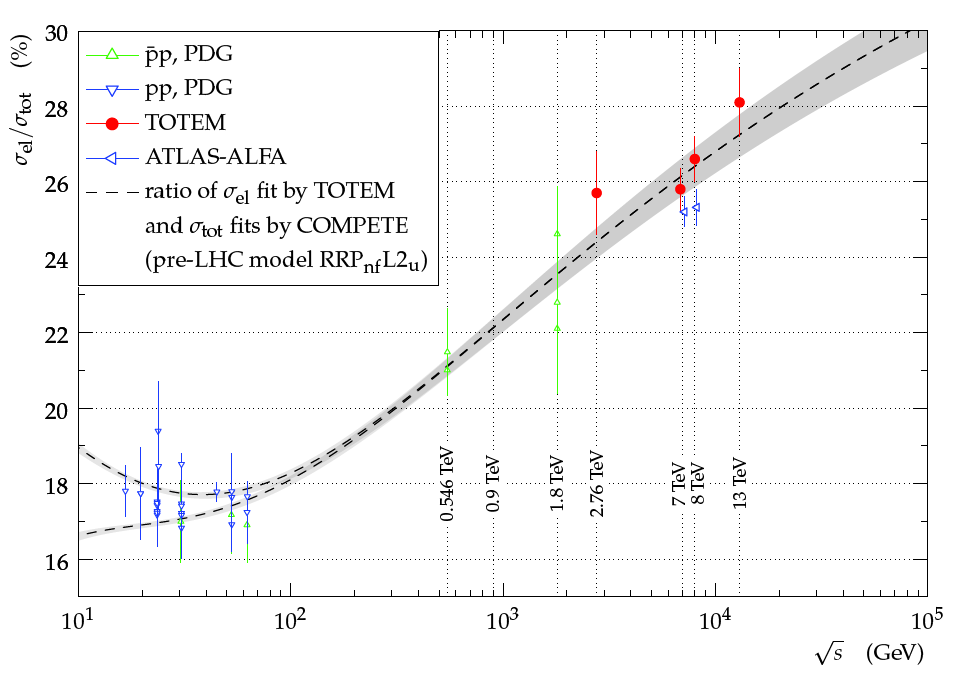 σel/σtot (%)
30
28
26
24
22
20
18
16
p̄p, PDG
pp, PDG
TOTEM
ATLAS-ALFA
ratio of σel fit by TOTEM
and σtot fits by COMPETE
(pre-LHC model RRPnfL2u)
0.546 TeV
0.9 TeV
1.8 TeV
2.76 TeV
7 TeV
8 TeV
13 TeV
10¹ 10² 10³ 10⁴ 10⁵
√s (GeV)